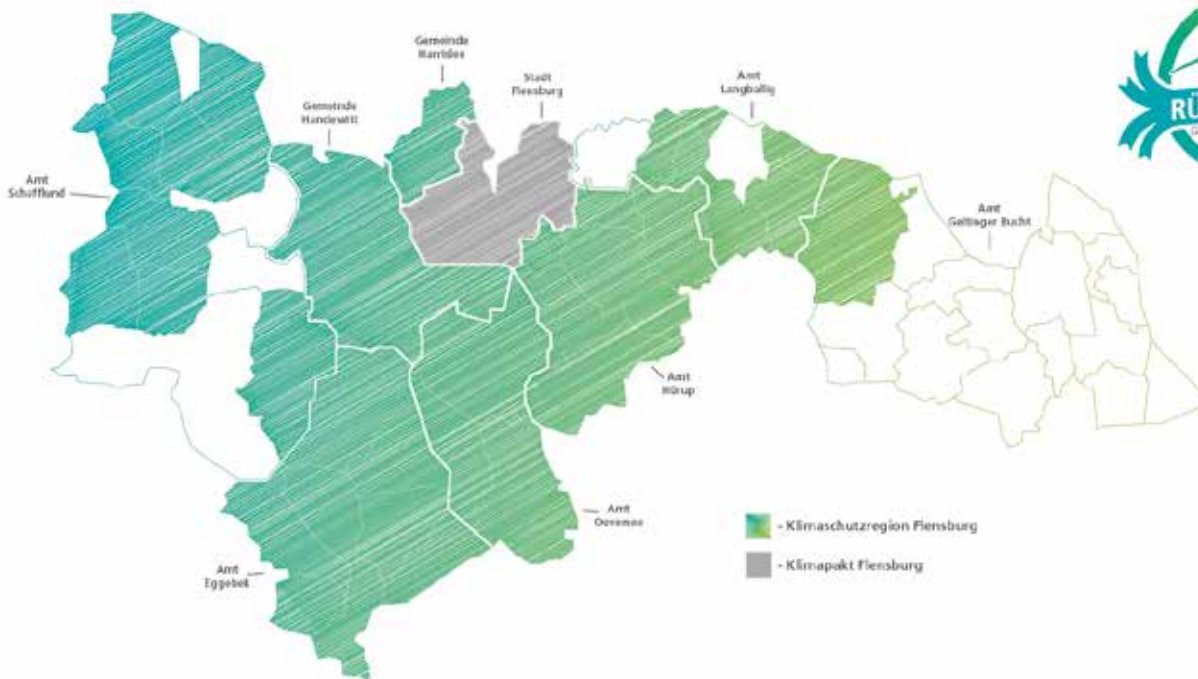 Gemeinde
Harrislee
Stadt
Flensburg
Amt
Langballig
Gemeinde
Handewitt
Amt
Schafflund
Amt
Geltinger Bucht
Amt
Hürup
Amt
Oeversee
Amt
Eggebek
- Klimaschutzregion Flensburg
- Klimapakt Flensburg
RÜ